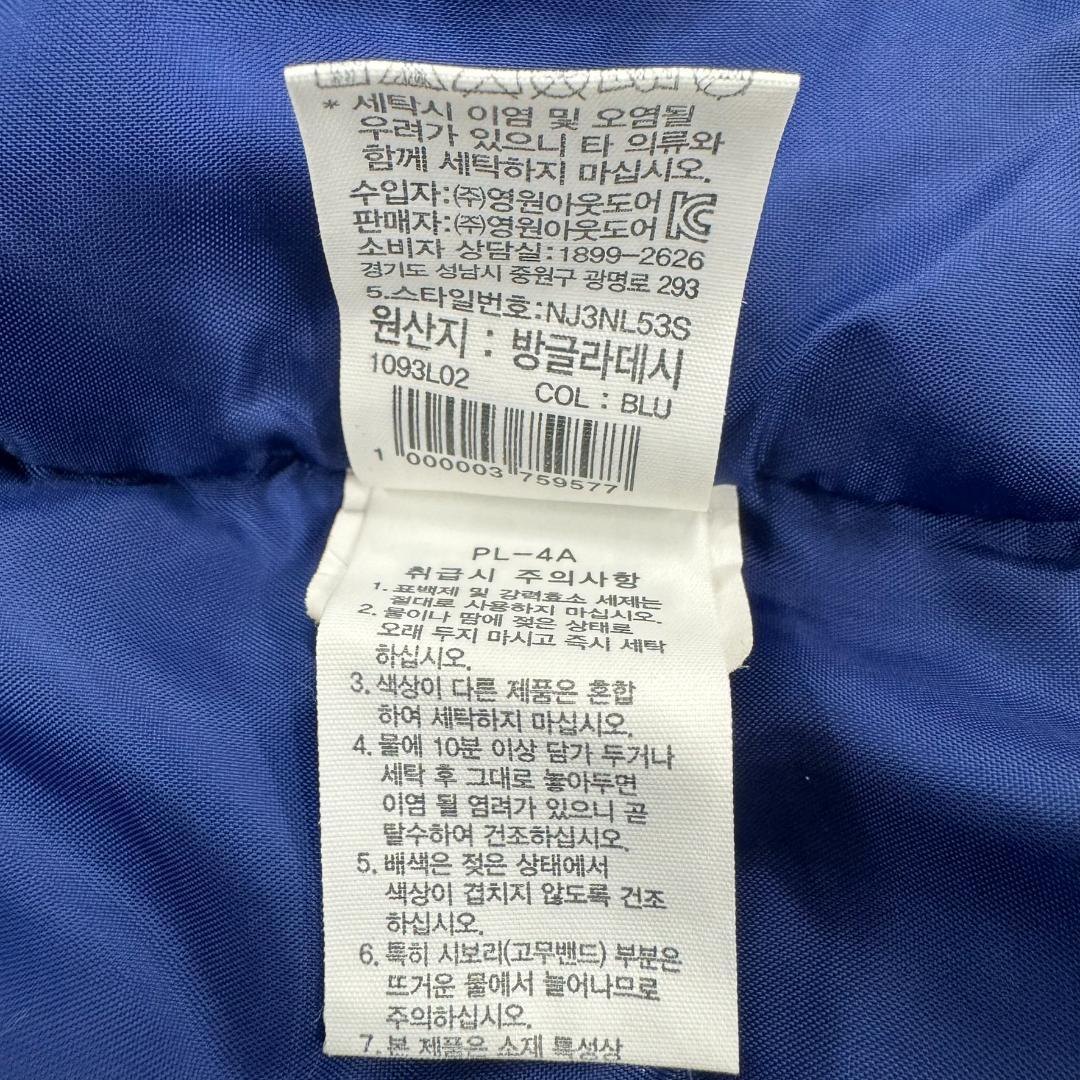 * 세탁시 이염 및 오염될
우려가 있으니 타 의류와
함께 세탁하지 마십시오.
수입자:㈜영원아웃도어
판매자:㈜영원아웃도어
소비자 상담실:1899-2626
경기도 성남시 중원구 광명로 293
5.스타일번호:NJ3NL53S
원산지 : 방글라데시
1093L02 COL : BLU
1 000003 759577
PL-4A
취급시 주의사항
1. 표백제 및 강력효소 세제는
절대로 사용하지 마십시오.
2. 물이나 땀에 젖은 상태로
오래 두지 마시고 즉시 세탁
하십시오.
3. 색상이 다른 제품은 혼합
하여 세탁하지 마십시오.
4. 물에 10분 이상 담가 두거나
세탁 후 그대로 놓아두면
이염 될 염려가 있으니 곧
탈수하여 건조하십시오.
5. 배색은 젖은 상태에서
색상이 겹치지 않도록 건조
하십시오.
6. 특히 시보리(고무밴드) 부분은
뜨거운 물에서 늘어나므로
주의하십시오.
7. 본 제품은 소재 특성상